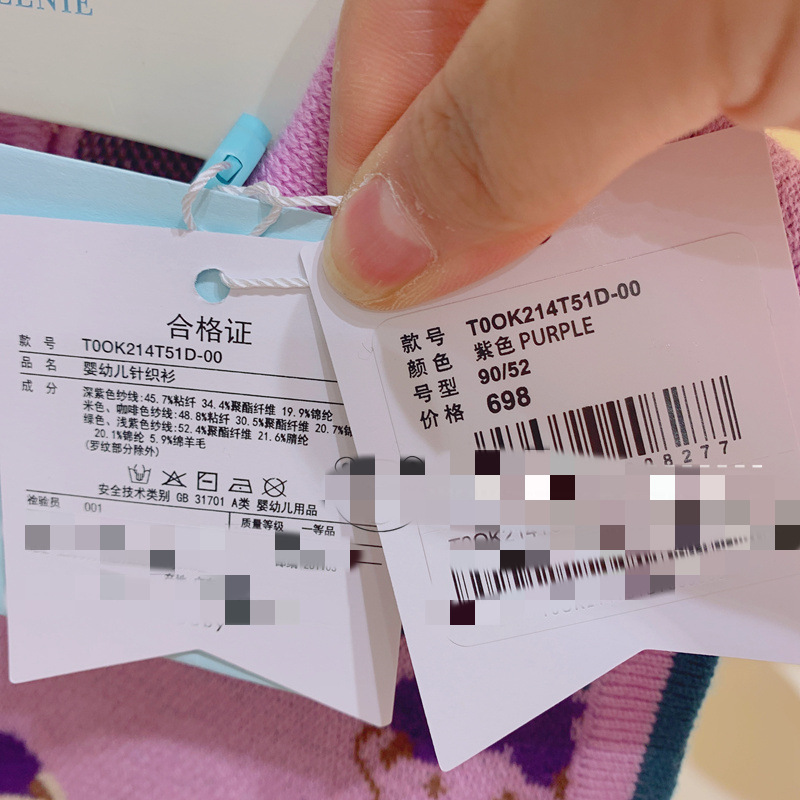 合格证
款号 T0OK214T51D-00
品名 婴幼儿针织衫
成分 深紫色纱线:45.7%粘纤 34.4%聚酯纤维 19.9%锦纶
米色、咖啡色纱线:48.8%粘纤 30.5%聚酯纤维 20.7%锦
绿色、浅紫色纱线:52.4%聚酯纤维 21.6%腈纶
20.1%锦纶 5.9%绵羊毛
(罗纹部分除外)
安全技术类别 GB 31701 A类 婴幼儿用品
检验员 001
质量等级 一等品
款号 T0OK214T51D-00
颜色 紫色 PURPLE
号型 90/52
价格 698
08277